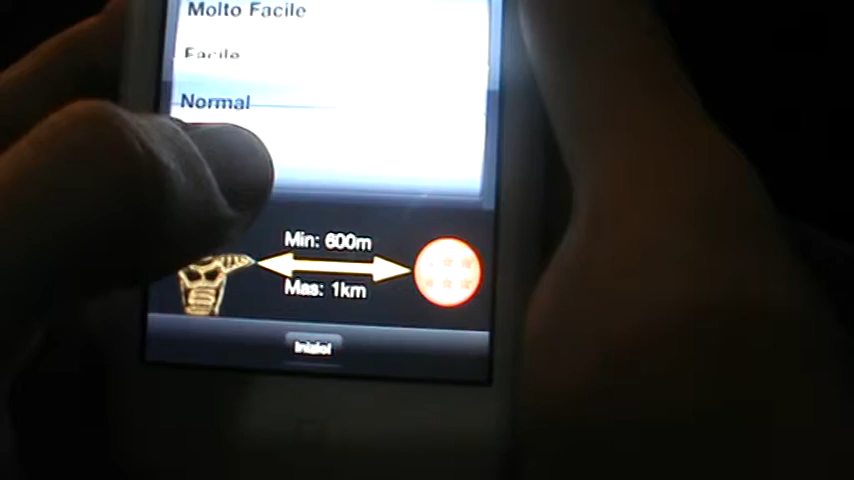 Molto Facile
Facile
Normal
Min: 600m
Mas: 1km
Inizio!